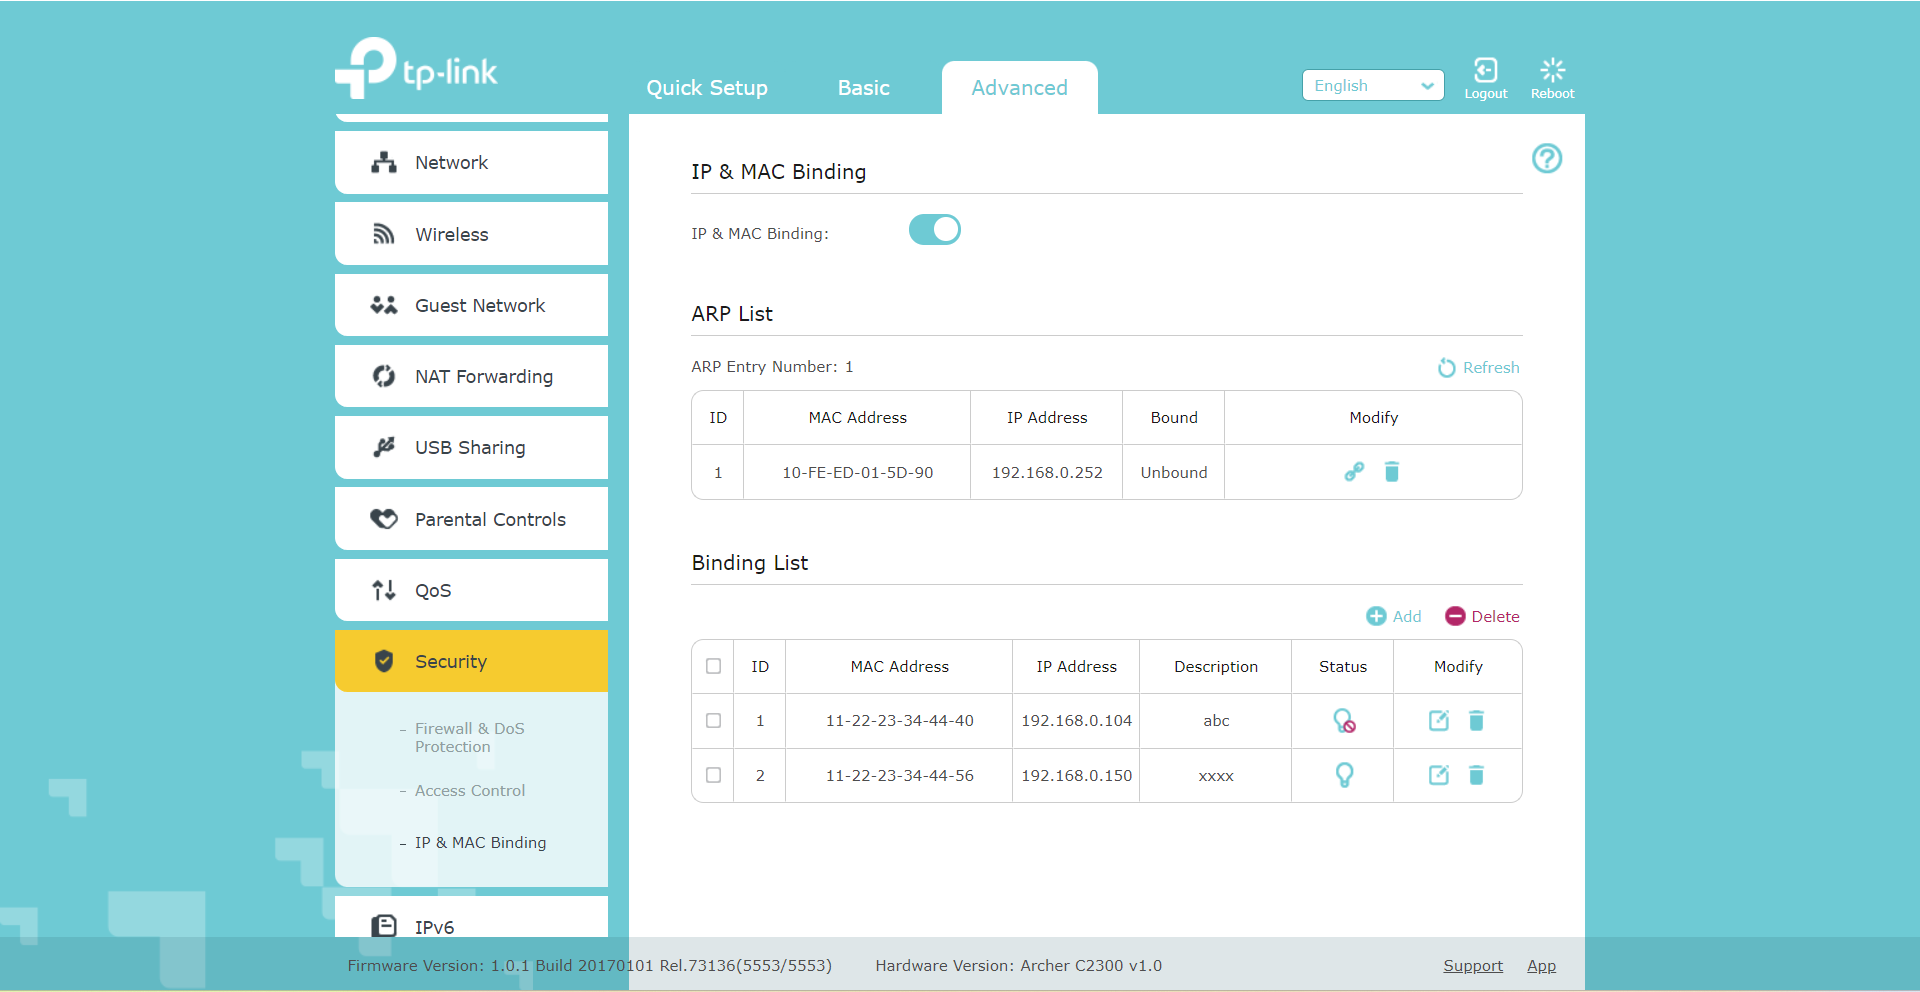 tp-link
Quick Setup
Basic
Advanced
English
Logout
Reboot
Network
Wireless
Guest Network
NAT Forwarding
USB Sharing
Parental Controls
QoS
Security
– Firewall & DoS
Protection
– Access Control
– IP & MAC Binding
IPv6
IP & MAC Binding
IP & MAC Binding:
ARP List
ARP Entry Number: 1
Refresh
ID MAC Address IP Address Bound Modify
1 10-FE-ED-01-5D-90 192.168.0.252 Unbound
Binding List
Add Delete
ID MAC Address IP Address Description Status Modify
1 11-22-23-34-44-40 192.168.0.104 abc
2 11-22-23-34-44-56 192.168.0.150 xxxx
Firmware Version: 1.0.1 Build 20170101 Rel.73136(5553/5553) Hardware Version: Archer C2300 v1.0 Support App